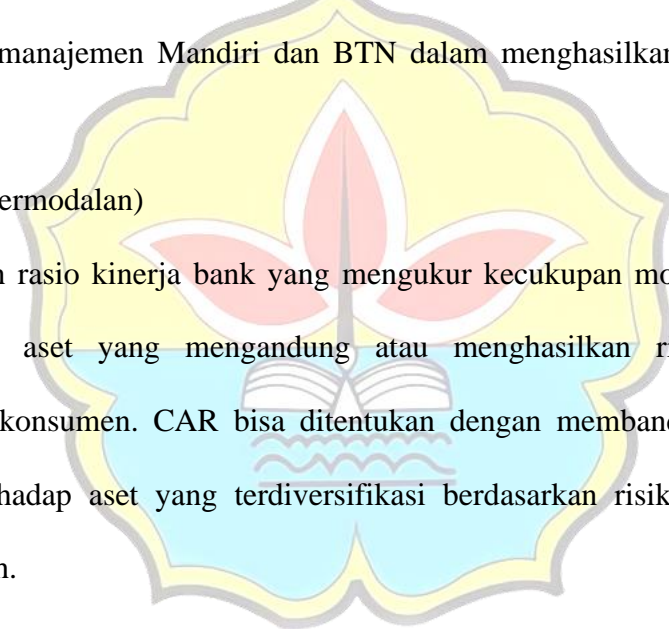 manajemen Mandiri dan BTN dalam menghasilkan
ermodalan)
rasio kinerja bank yang mengukur kecukupan mo
aset yang mengandung atau menghasilkan r
konsumen. CAR bisa ditentukan dengan memban
hadap aset yang terdiversifikasi berdasarkan risik